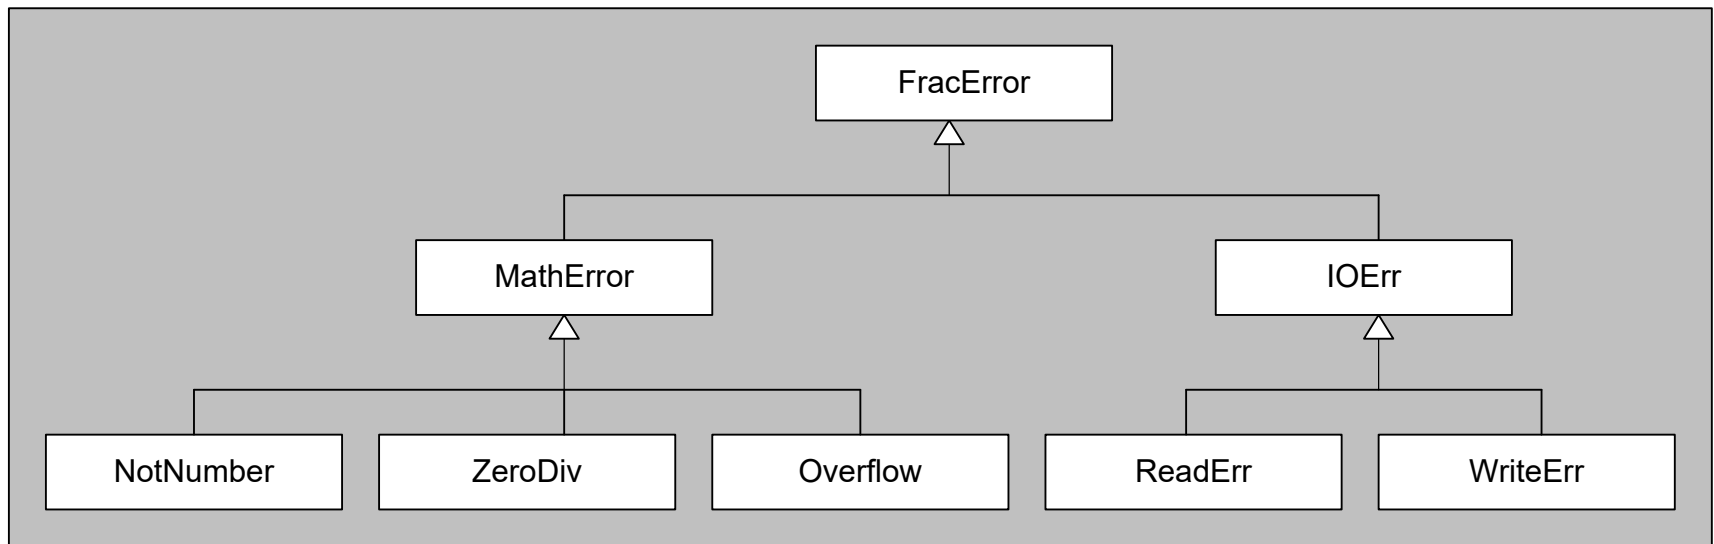 FracError
MathError
IOErr
NotNumber
ZeroDiv
Overflow
ReadErr
WriteErr